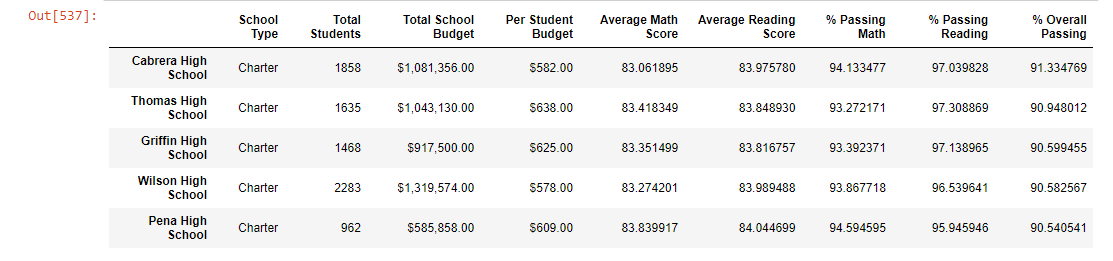 Out[537]:
School Type Total Students Total School Budget Per Student Budget Average Math Score Average Reading Score % Passing Math % Passing Reading % Overall Passing
Cabrera High School Charter 1858 $1,081,356.00 $582.00 83.061895 83.975780 94.133477 97.039828 91.334769
Thomas High School Charter 1635 $1,043,130.00 $638.00 83.418349 83.848930 93.272171 97.308869 90.948012
Griffin High School Charter 1468 $917,500.00 $625.00 83.351499 83.816757 93.392371 97.138965 90.599455
Wilson High School Charter 2283 $1,319,574.00 $578.00 83.274201 83.989488 93.867718 96.539641 90.582567
Pena High School Charter 962 $585,858.00 $609.00 83.839917 84.044699 94.594595 95.945946 90.540541